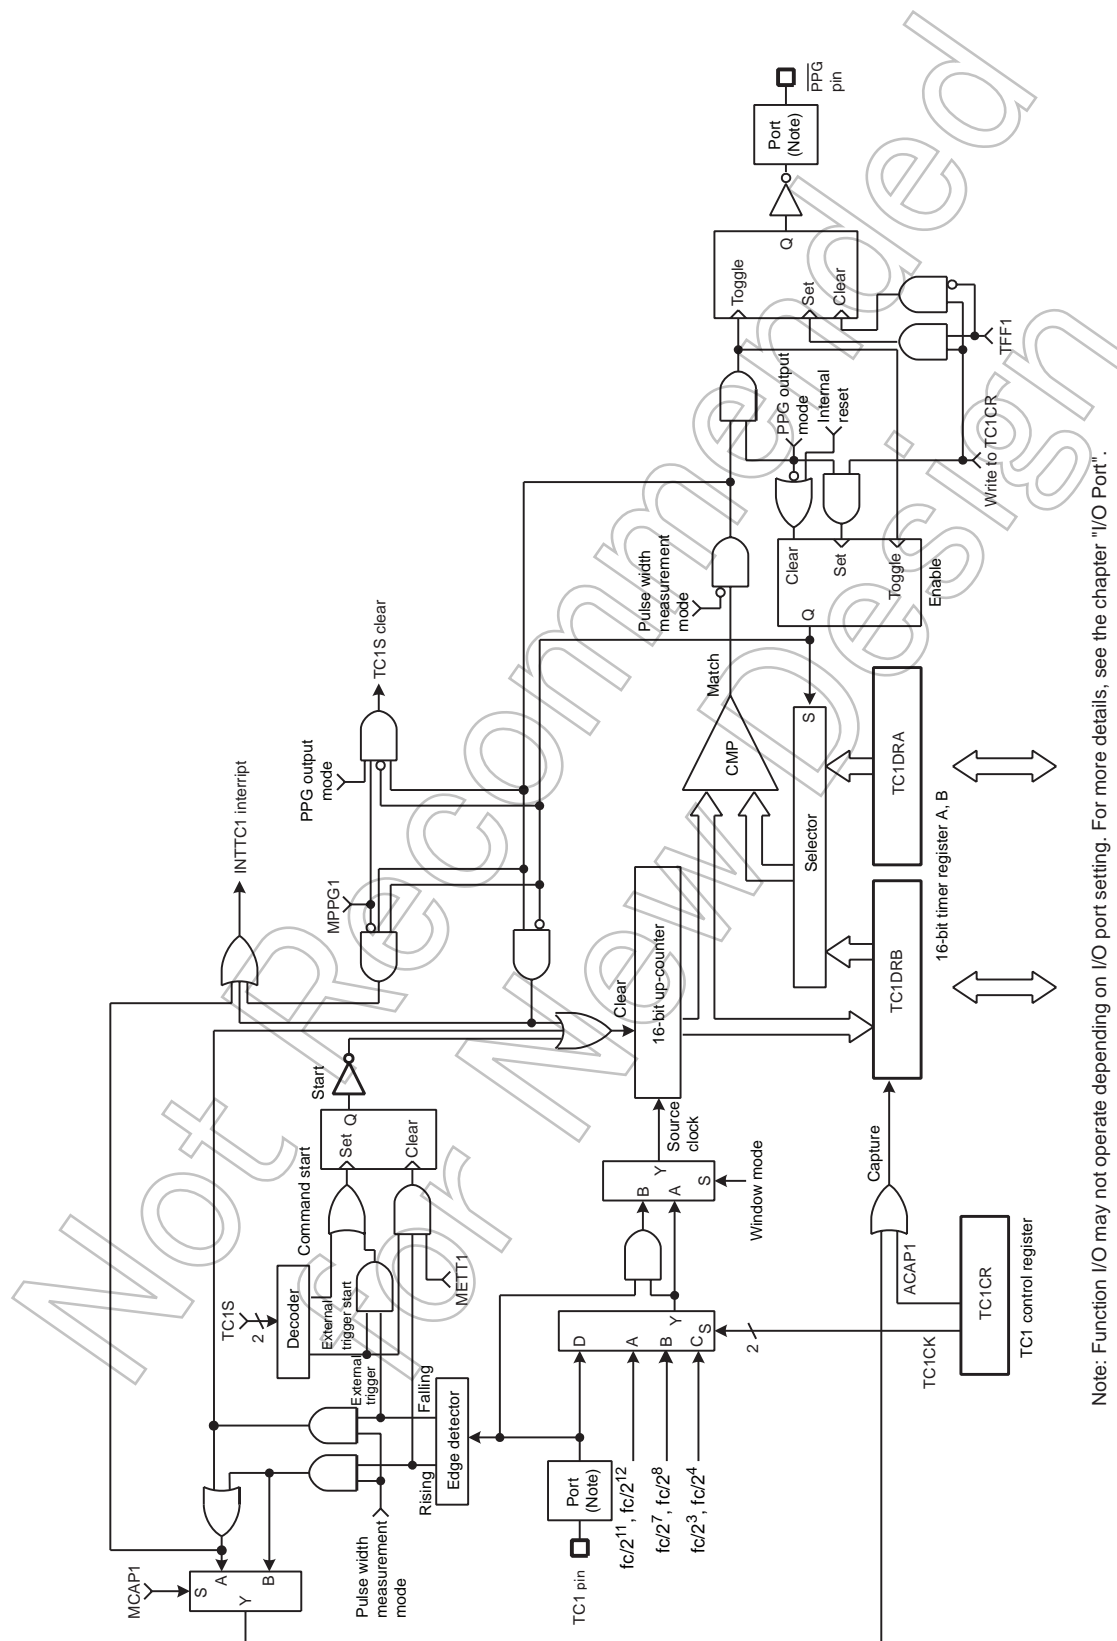 MCAP1
S
A
B
Y
Pulse width
measurement
mode
Rising
Falling
Edge detector
External
trigger
TC1S
2
Decoder
External
trigger start
Command start
METT1
Set
Q
Clear
Start
INTTC1 interript
MPPG1
PPG output
mode
TC1S clear
TC1 pin
Port
(Note)
fc/2¹¹, fc/2¹²
fc/2⁷, fc/2⁸
fc/2³, fc/2⁴
D
A
B
C
S
Y
B
A
Y
S
Window mode
Source
clock
Clear
16-bit up-counter
CMP
Match
Pulse width
measurement
mode
PPG output
mode
Internal
reset
Toggle
Set
Clear
Q
Port
(Note)
PPG
pin
TFF1
Write to TC1CR
Clear
Set
Toggle
Q
Enable
Selector
S
TC1DRB
TC1DRA
16-bit timer register A, B
Capture
ACAP1
TC1CK
2
TC1CR
TC1 control register
Note: Function I/O may not operate depending on I/O port setting. For more details, see the chapter "I/O Port".
Not Recommended
for New Design